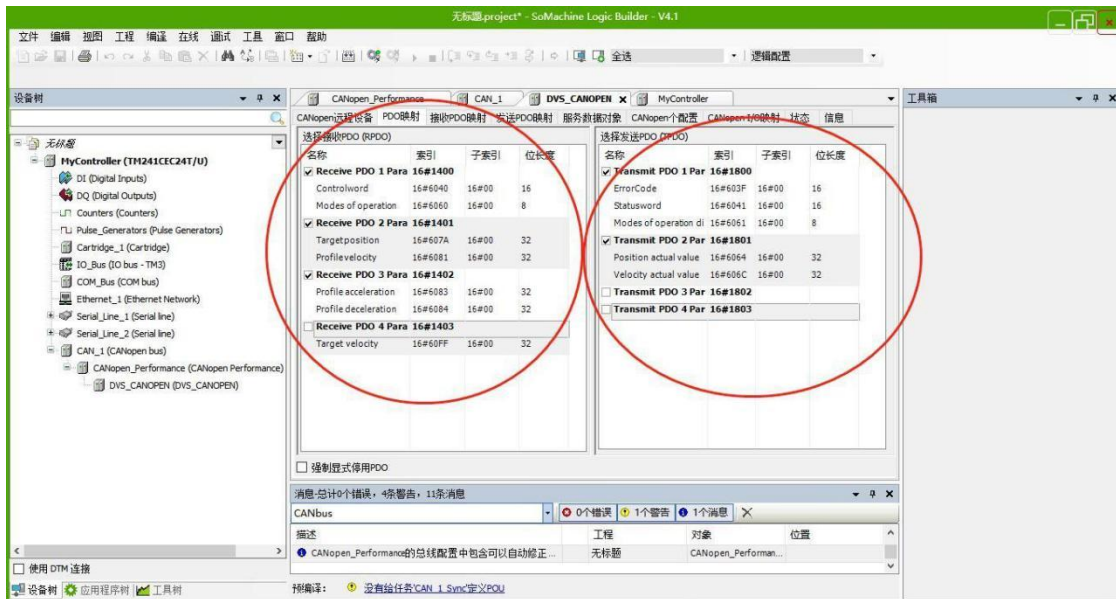 无标题.project* - SoMachine Logic Builder - V4.1
文件 编辑 视图 工程 编译 在线 调试 工具 窗口 帮助
全选 逻辑配置
设备树
无标题
MyController (TM241CEC24T/U)
DI (Digital Inputs)
DQ (Digital Outputs)
Counters (Counters)
Pulse_Generators (Pulse Generators)
Cartridge_1 (Cartridge)
IO_Bus (IO bus - TM3)
COM_Bus (COM bus)
Ethernet_1 (Ethernet Network)
Serial_Line_1 (Serial line)
Serial_Line_2 (Serial line)
CAN_1 (CANopen bus)
CANopen_Performance (CANopen Performance)
DVS_CANOPEN (DVS_CANOPEN)
使用 DTM 连接
设备树 应用程序树 工具树
CANopen_Performance CAN_1 DVS_CANOPEN MyController
CANopen远程设备 PDO映射 接收PDO映射 发送PDO映射 服务数据对象 CANopen个配置 CANopen I/O映射 状态 信息
选择接收PDO (RPDO)
名称 索引 子索引 位长度
Receive PDO 1 Para 16#1400
Controlword 16#6040 16#00 16
Modes of operation 16#6060 16#00 8
Receive PDO 2 Para 16#1401
Targetposition 16#607A 16#00 32
Profilevelocity 16#6081 16#00 32
Receive PDO 3 Para 16#1402
Profile acceleration 16#6083 16#00 32
Profile deceleration 16#6084 16#00 32
Receive PDO 4 Para 16#1403
Target velocity 16#60FF 16#00 32
选择发送PDO (TPDO)
名称 索引 子索引 位长度
Transmit PDO 1 Par 16#1800
ErrorCode 16#603F 16#00 16
Statusword 16#6041 16#00 16
Modes of operation di 16#6061 16#00 8
Transmit PDO 2 Par 16#1801
Position actual value 16#6064 16#00 32
Velocity actual value 16#606C 16#00 32
Transmit PDO 3 Par 16#1802
Transmit PDO 4 Par 16#1803
强制显式停用PDO
消息-总计0个错误，4条警告，11条消息
CANbus 0个错误 1个警告 1个消息
描述 工程 对象 位置
CANopen_Performance的总线配置中包含可以自动修正... 无标题 CANopen_Performan...
预编译： 没有给任务'CAN_1_Sync'定义POU
工具箱